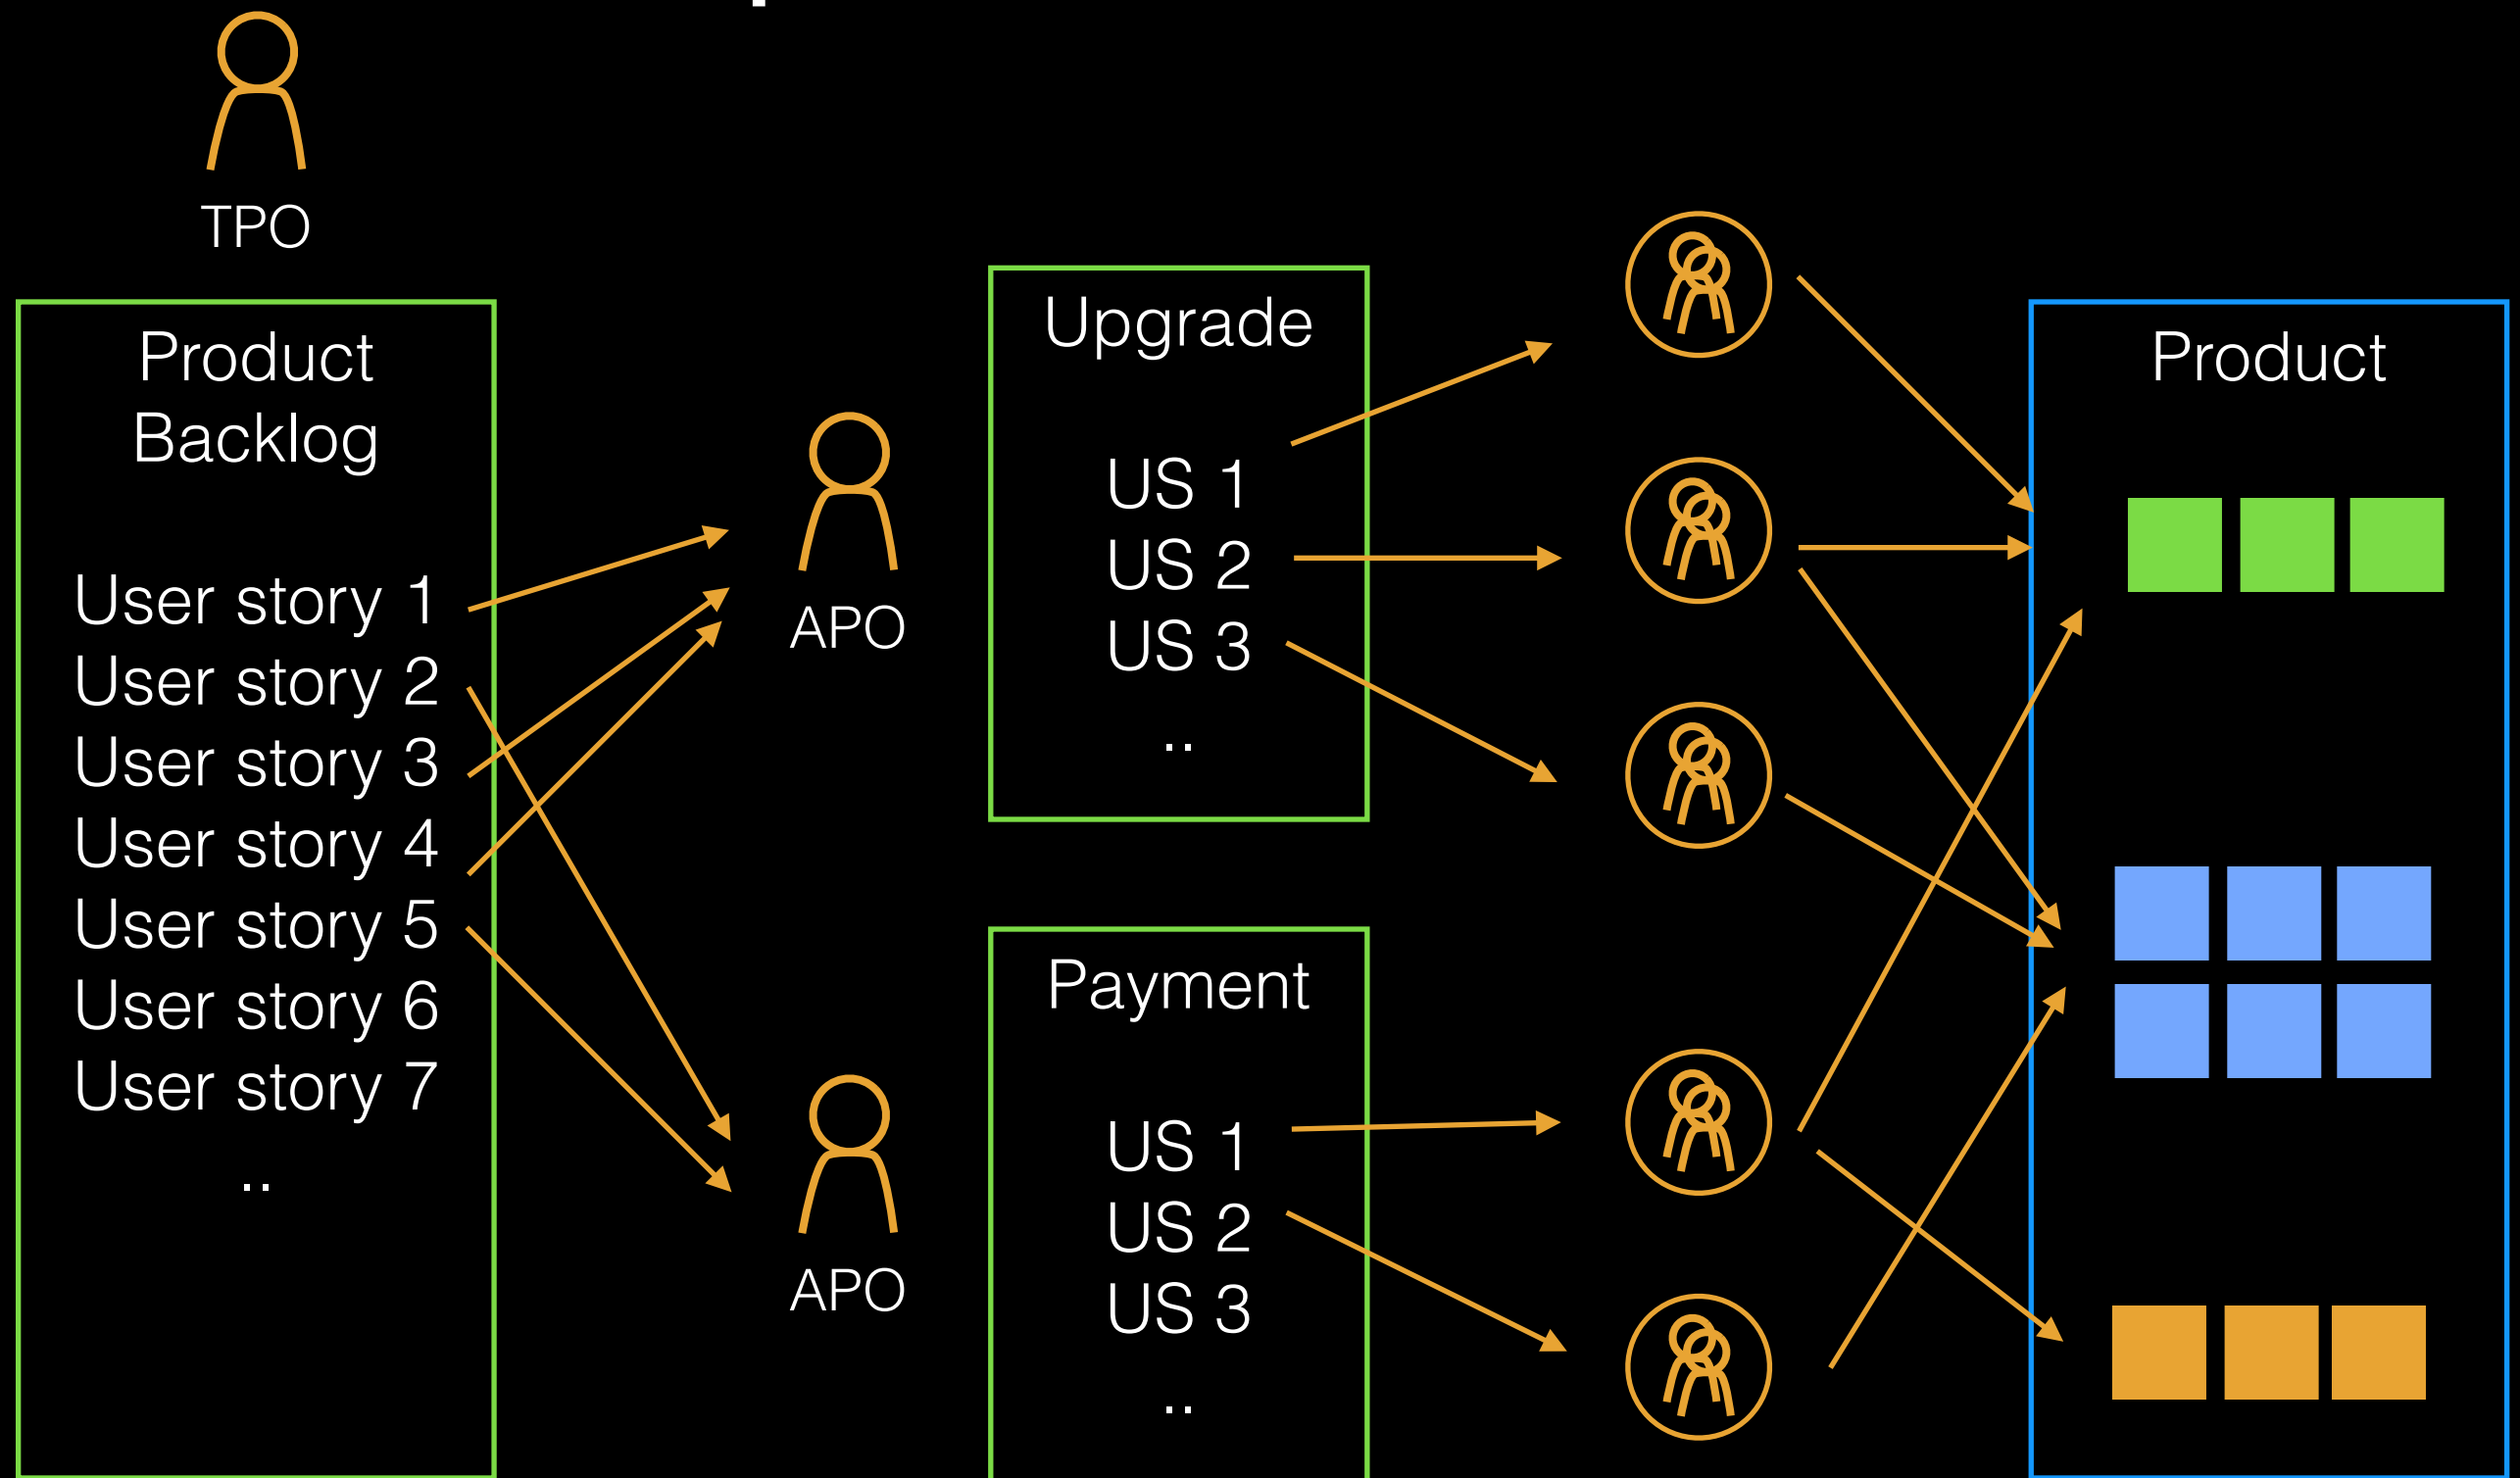 TPO
Product
Backlog
User story 1
User story 2
User story 3
User story 4
User story 5
User story 6
User story 7
..
APO
APO
Upgrade
US 1
US 2
US 3
..
Payment
US 1
US 2
US 3
..
Product